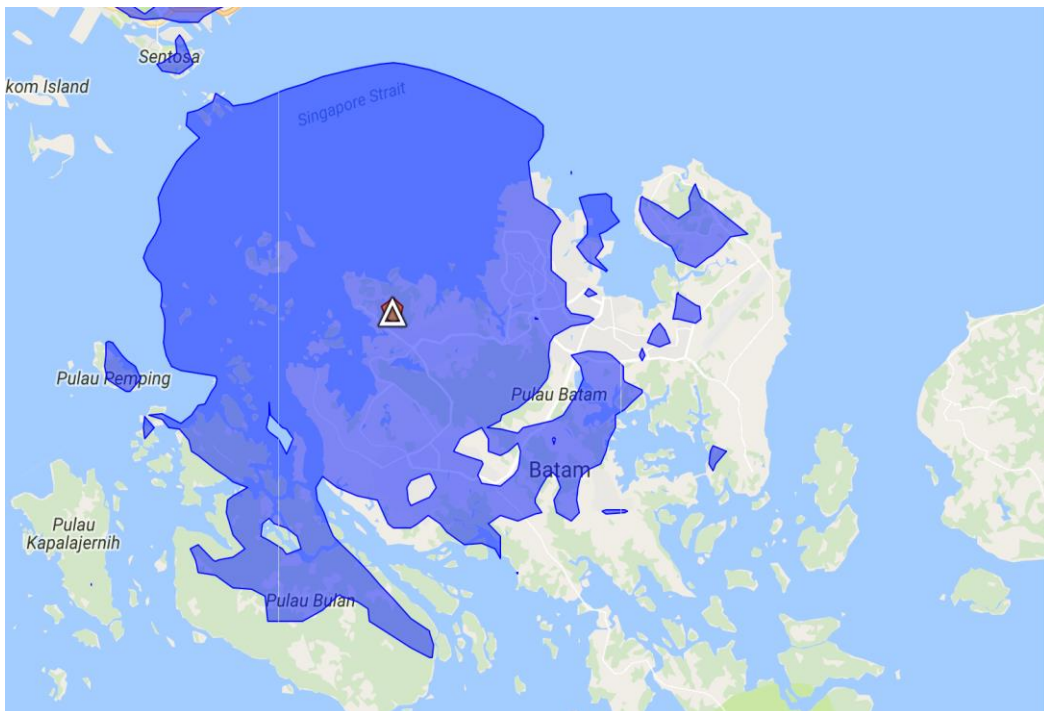 Sentosa
kom Island
Singapore Strait
Pulau Pemping
Pulau Batam
Batam
Pulau
Kapalajernih
Pulau Bulan